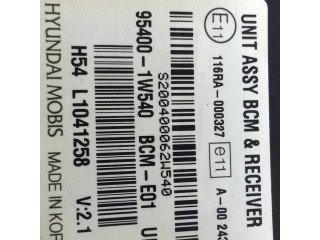 UNIT ASSY BCM & RECEIVER
E11 116RA-000327 e11 A-00 243
S200400062W540
95400-1W540 BCM-E01 U
H54 L1041258 V:2.1
HYUNDAI MOBIS MADE IN KOR